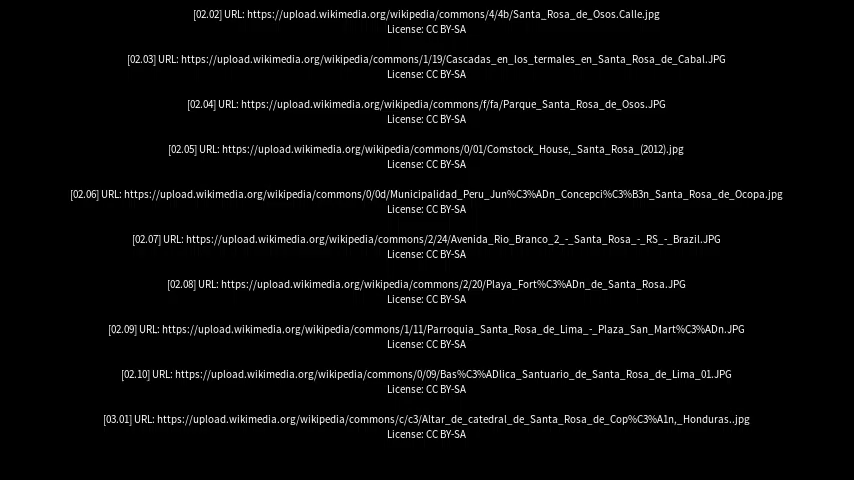 [02.02] URL: https://upload.wikimedia.org/wikipedia/commons/4/4b/Santa_Rosa_de_Osos.Calle.jpg
License: CC BY-SA
[02.03] URL: https://upload.wikimedia.org/wikipedia/commons/1/19/Cascadas_en_los_termales_en_Santa_Rosa_de_Cabal.JPG
License: CC BY-SA
[02.04] URL: https://upload.wikimedia.org/wikipedia/commons/f/fa/Parque_Santa_Rosa_de_Osos.JPG
License: CC BY-SA
[02.05] URL: https://upload.wikimedia.org/wikipedia/commons/0/01/Comstock_House,_Santa_Rosa_(2012).jpg
License: CC BY-SA
[02.06] URL: https://upload.wikimedia.org/wikipedia/commons/0/0d/Municipalidad_Peru_Jun%C3%ADn_Concepci%C3%B3n_Santa_Rosa_de_Ocopa.jpg
License: CC BY-SA
[02.07] URL: https://upload.wikimedia.org/wikipedia/commons/2/24/Avenida_Rio_Branco_2_-_Santa_Rosa_-_RS_-_Brazil.JPG
License: CC BY-SA
[02.08] URL: https://upload.wikimedia.org/wikipedia/commons/2/20/Playa_Fort%C3%ADn_de_Santa_Rosa.JPG
License: CC BY-SA
[02.09] URL: https://upload.wikimedia.org/wikipedia/commons/1/11/Parroquia_Santa_Rosa_de_Lima_-_Plaza_San_Mart%C3%ADn.JPG
License: CC BY-SA
[02.10] URL: https://upload.wikimedia.org/wikipedia/commons/0/09/Bas%C3%ADlica_Santuario_de_Santa_Rosa_de_Lima_01.JPG
License: CC BY-SA
[03.01] URL: https://upload.wikimedia.org/wikipedia/commons/c/c3/Altar_de_catedral_de_Santa_Rosa_de_Cop%C3%A1n,_Honduras..jpg
License: CC BY-SA